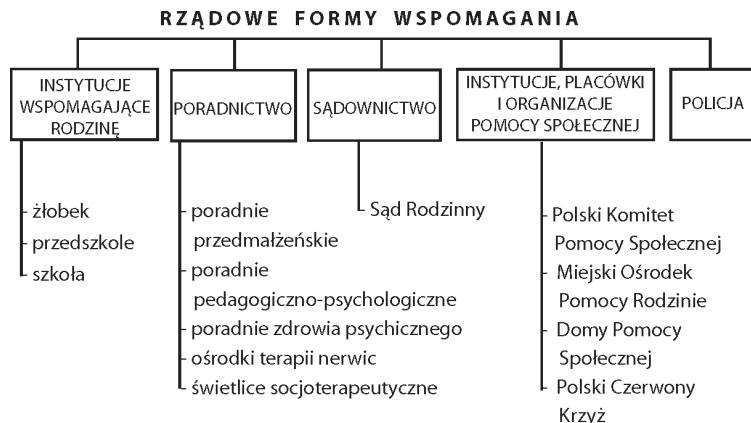 RZĄDOWE FORMY WSPOMAGANIA
INSTYTUCJE
WSPOMAGAJĄCE
RODZINĘ
PORADNICTWO
SĄDOWNICTWO
INSTYTUCJE, PLACÓWKI
I ORGANIZACJE
POMOCY SPOŁECZNEJ
POLICJA
- żłobek
- przedszkole
- szkoła
- poradnie
przedmałżeńskie
- poradnie
pedagogiczno-psychologiczne
- poradnie zdrowia psychicznego
- ośrodki terapii nerwic
- świetlice socjoterapeutyczne
- Sąd Rodzinny
- Polski Komitet
Pomocy Społecznej
- Miejski Ośrodek
Pomocy Rodzinie
- Domy Pomocy
Społecznej
- Polski Czerwony
Krzyż